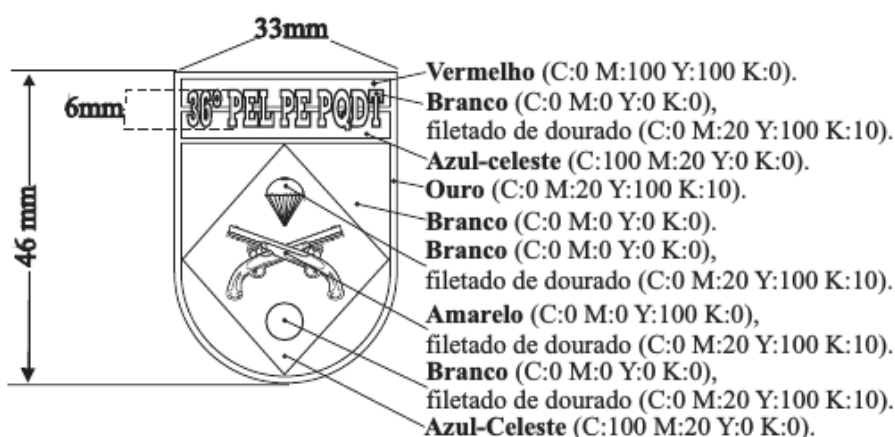 33mm
6mm
46 mm
36º PEL PE PQDT
Vermelho (C:0 M:100 Y:100 K:0).
Branco (C:0 M:0 Y:0 K:0),
filetado de dourado (C:0 M:20 Y:100 K:10).
Azul-celeste (C:100 M:20 Y:0 K:0).
Ouro (C:0 M:20 Y:100 K:10).
Branco (C:0 M:0 Y:0 K:0).
Branco (C:0 M:0 Y:0 K:0),
filetado de dourado (C:0 M:20 Y:100 K:10).
Amarelo (C:0 M:0 Y:100 K:0),
filetado de dourado (C:0 M:20 Y:100 K:10).
Branco (C:0 M:0 Y:0 K:0),
filetado de dourado (C:0 M:20 Y:100 K:10).
Azul-Celeste (C:100 M:20 Y:0 K:0).